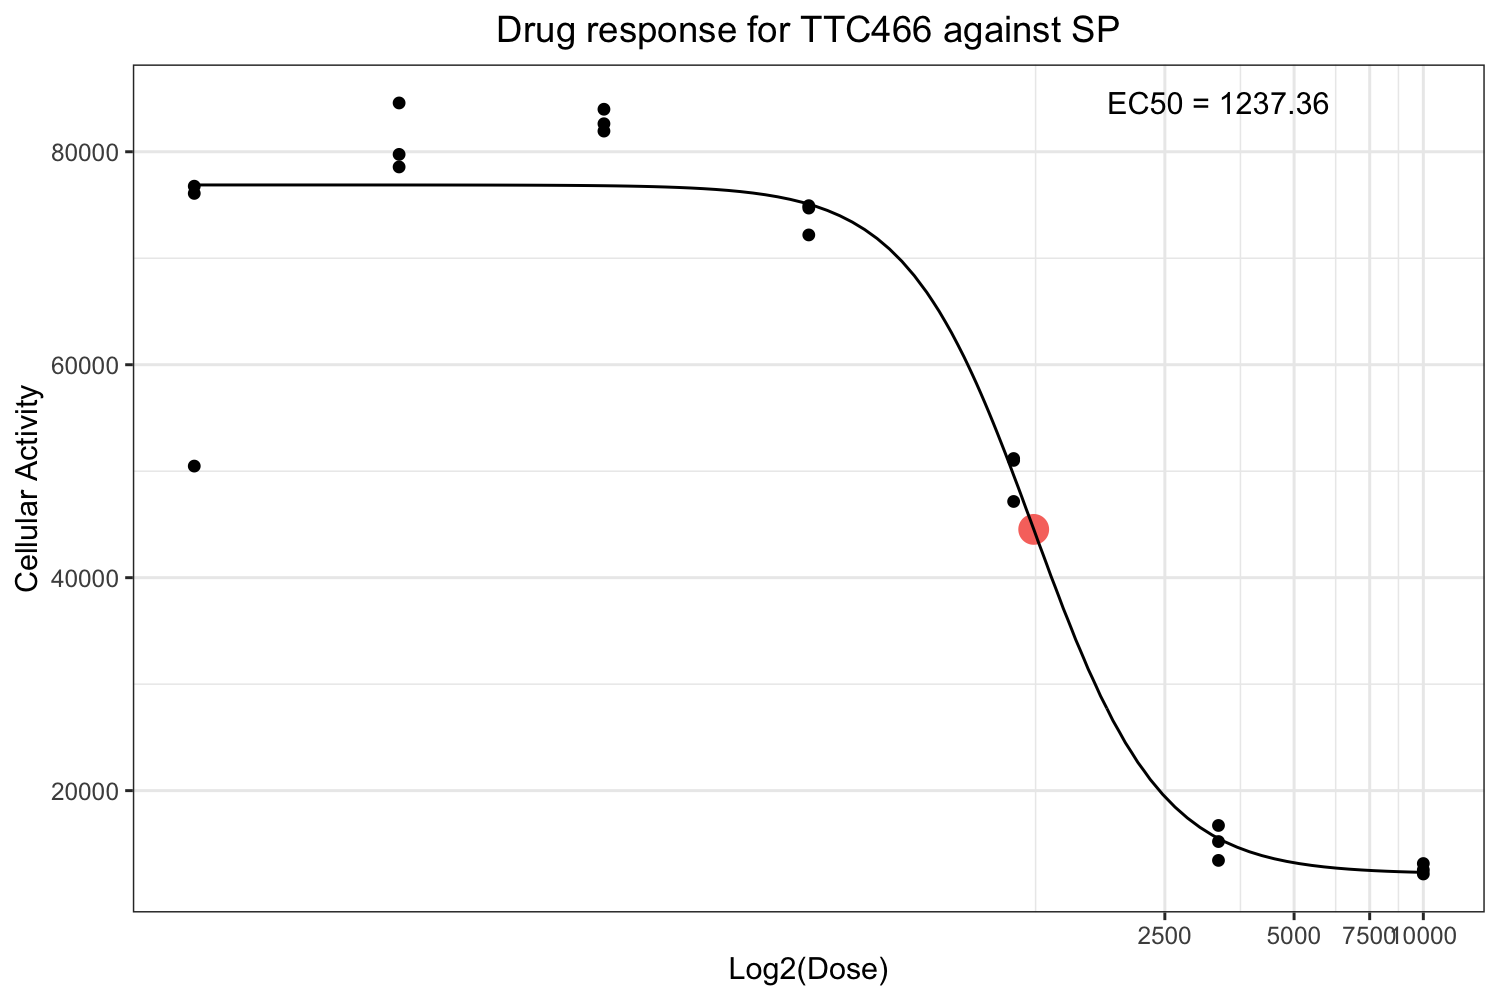 Drug response for TTC466 against SP
EC50 = 1237.36
80000
60000
40000
20000
Cellular Activity
2500 5000 7500 10000
Log2(Dose)